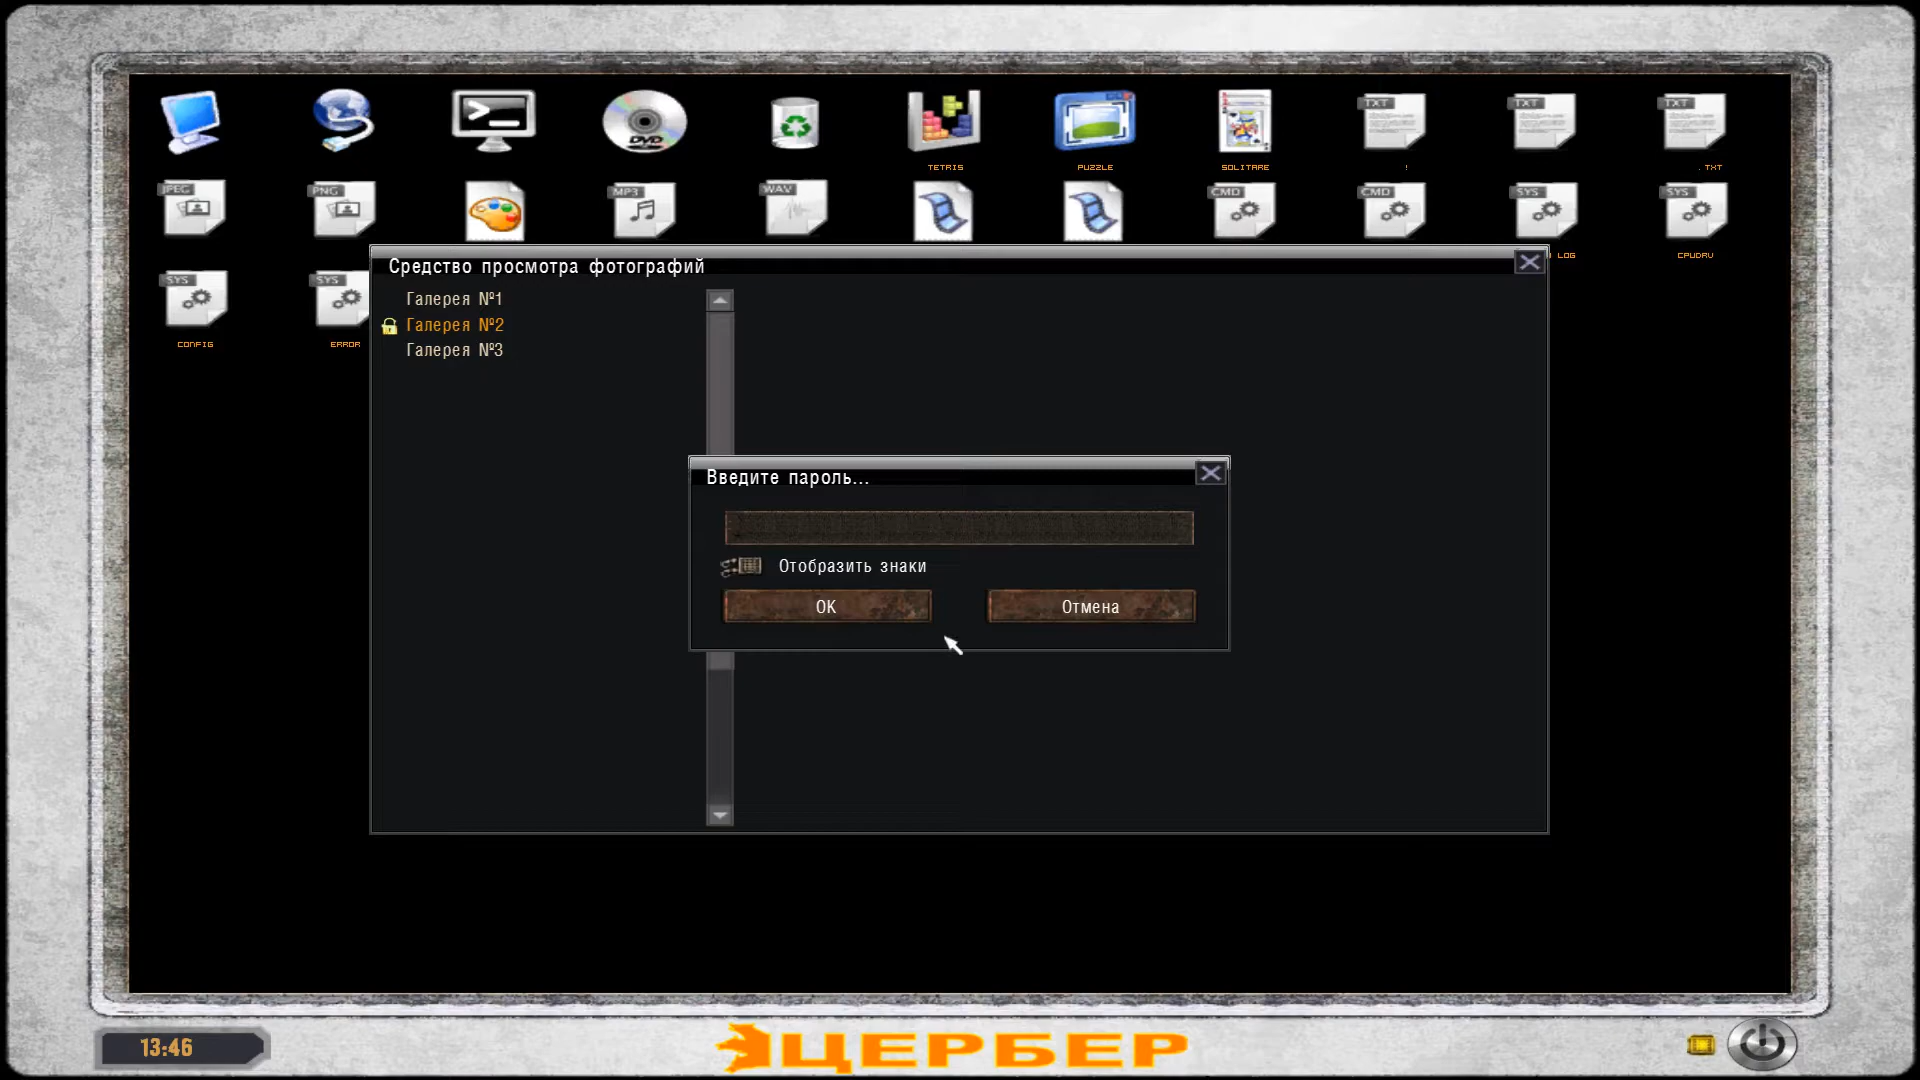 TETRIS
PUZZLE
SOLITARE
!
. TXT
TXT
TXT
TXT
DVD
JPEG
PNG
MP3
WAV
CMD
CMD
SYS
SYS
LOG
CPUDRV
SYS
SYS
CONFIG
ERROR
Средство просмотра фотографий
Галерея №1
Галерея №2
Галерея №3
Введите пароль...
Отобразить знаки
OK
Отмена
13:46
ЦЕРБЕР